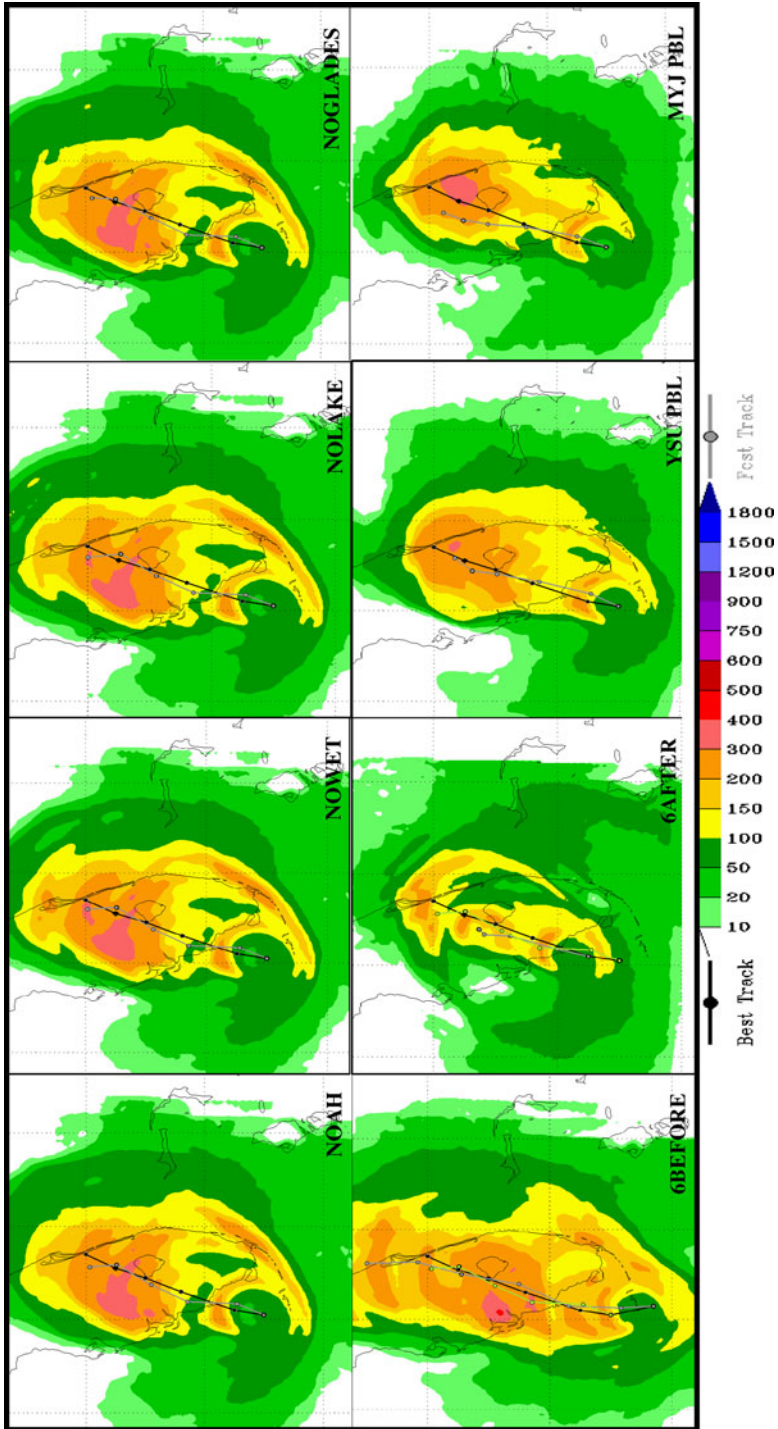 NOAH
NOWET
NOLAKE
NOGLADES
6BEFORE
6AFTER
YSU PBL
MYJ PBL
Best Track
10 20 50 100 150 200 300 400 500 600 750 900 1200 1500 1800
Fcst Track